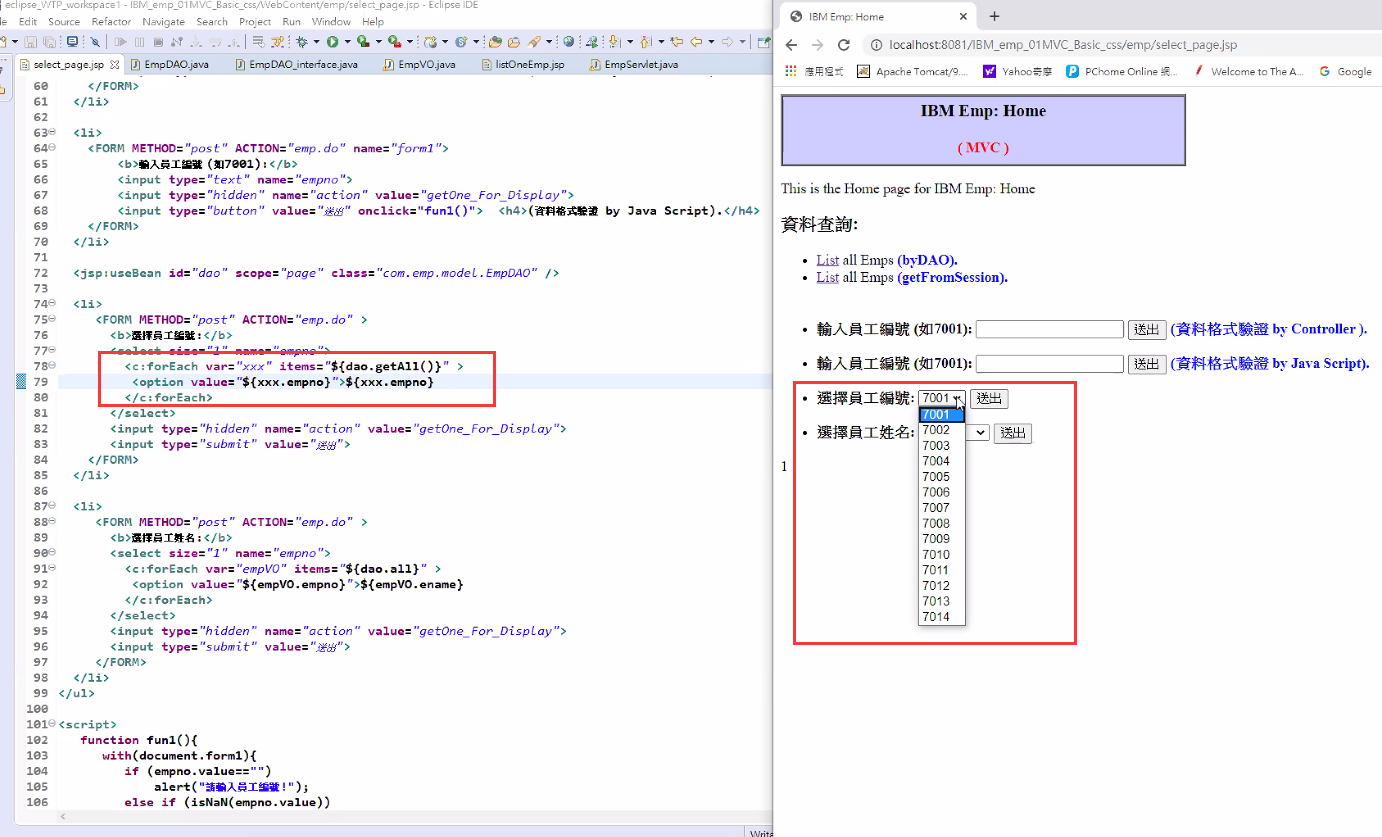 eclipse_WTP_workspace1 - IBM_emp_01MVC_Basic_css/WebContent/emp/select_page.jsp - Eclipse IDE
Edit Source Refactor Navigate Search Project Run Window Help
select_page.jsp EmpDAO.java EmpDAO_interface.java EmpVO.java listOneEmp.jsp EmpServlet.java
60 </FORM>
61 </li>
62
63 <li>
64 <FORM METHOD="post" ACTION="emp.do" name="form1">
65 <b>輸入員工編號 (如7001):</b>
66 <input type="text" name="empno">
67 <input type="hidden" name="action" value="getOne_For_Display">
68 <input type="button" value="送出" onclick="fun1()"> <h4>(資料格式驗證 by Java Script).</h4>
69 </FORM>
70 </li>
71
72 <jsp:useBean id="dao" scope="page" class="com.emp.model.EmpDAO" />
73
74 <li>
75 <FORM METHOD="post" ACTION="emp.do" >
76 <b>選擇員工編號:</b>
77 <select size="1" name="empno">
78 <c:forEach var="xxx" items="${dao.getAll()}" >
79 <option value="${xxx.empno}">${xxx.empno}
80 </c:forEach>
81 </select>
82 <input type="hidden" name="action" value="getOne_For_Display">
83 <input type="submit" value="送出">
84 </FORM>
85 </li>
86
87 <li>
88 <FORM METHOD="post" ACTION="emp.do" >
89 <b>選擇員工姓名:</b>
90 <select size="1" name="empno">
91 <c:forEach var="empVO" items="${dao.all}" >
92 <option value="${empVO.empno}">${empVO.ename}
93 </c:forEach>
94 </select>
95 <input type="hidden" name="action" value="getOne_For_Display">
96 <input type="submit" value="送出">
97 </FORM>
98 </li>
99 </ul>
100
101 <script>
102 function fun1(){
103 with(document.form1){
104 if (empno.value=="")
105 alert("請輸入員工編號!");
106 else if (isNaN(empno.value))
IBM Emp: Home
localhost:8081/IBM_emp_01MVC_Basic_css/emp/select_page.jsp
應用程式 Apache Tomcat/9.... Yahoo奇摩 PChome Online 網... Welcome to The A... Google
IBM Emp: Home
( MVC )
This is the Home page for IBM Emp: Home
資料查詢:
List all Emps (byDAO).
List all Emps (getFromSession).
輸入員工編號 (如7001): 送出 (資料格式驗證 by Controller ).
輸入員工編號 (如7001): 送出 (資料格式驗證 by Java Script).
選擇員工編號: 7001 送出
7001
7002
選擇員工姓名: 送出
7003
7004
1
7005
7006
7007
7008
7009
7010
7011
7012
7013
7014